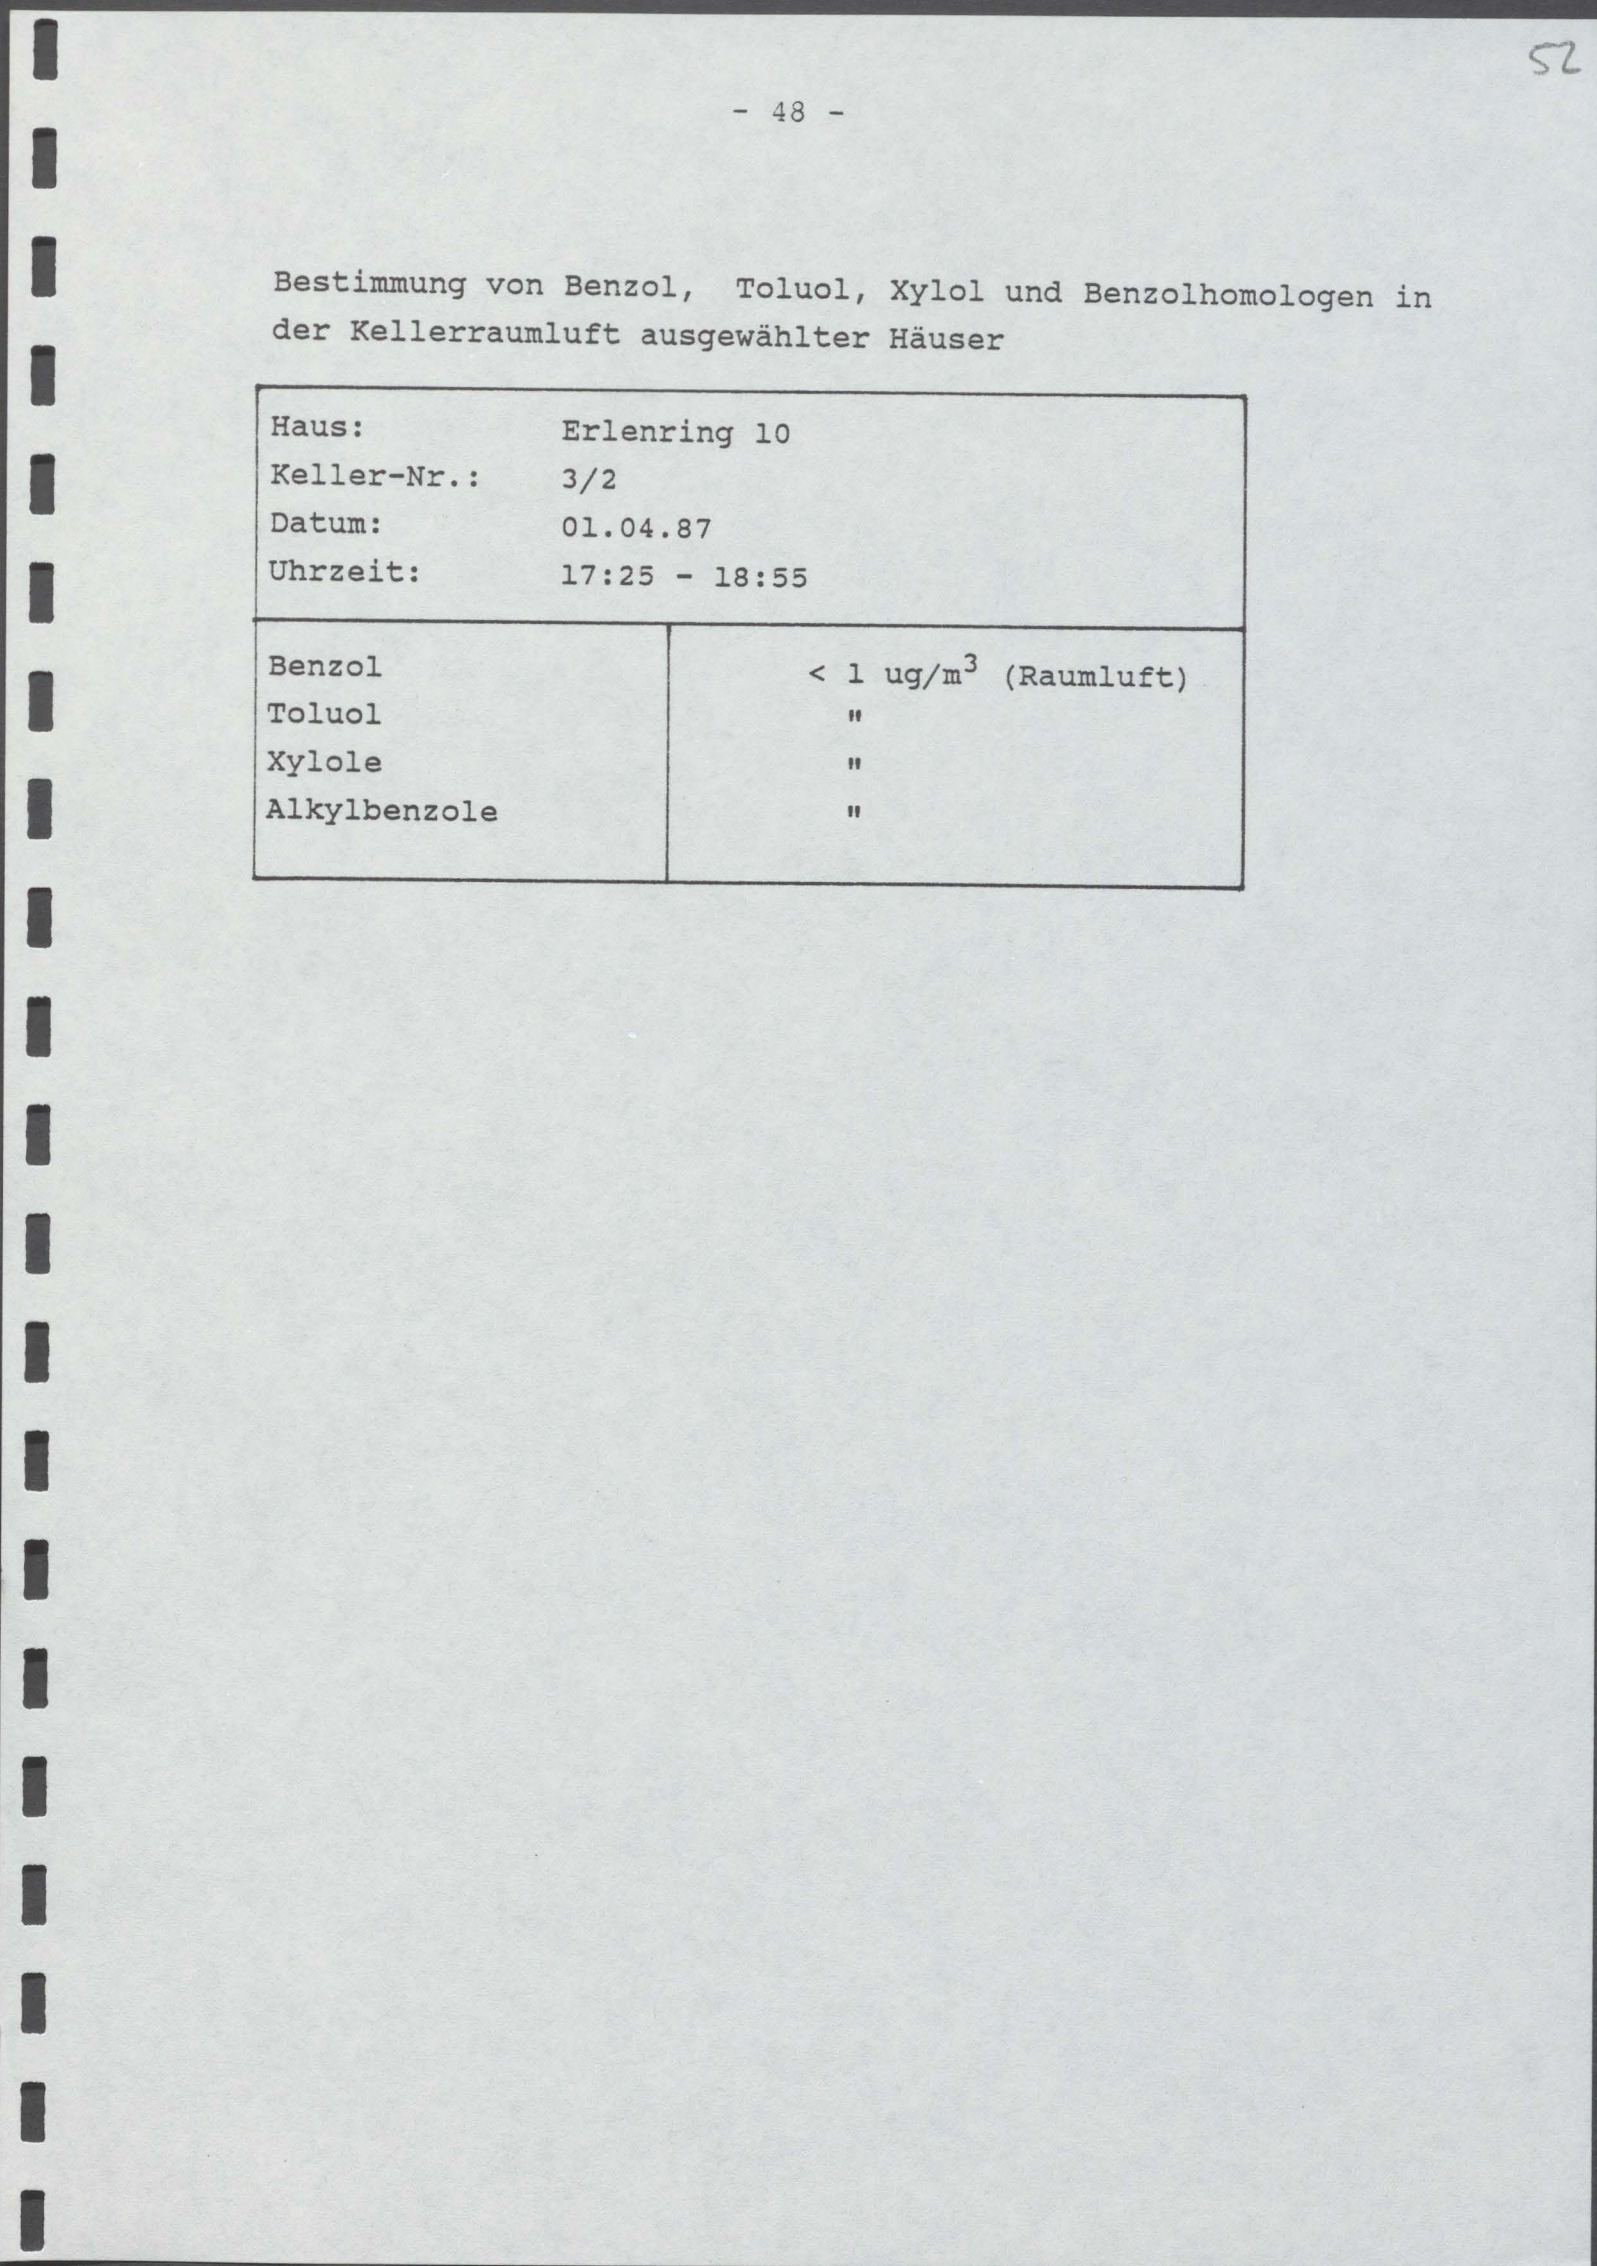 52
- 48 -
Bestimmung von Benzol, Toluol, Xylol und Benzolhomologen in
der Kellerraumluft ausgewählter Häuser
Haus: Erlenring 10
Keller-Nr.: 3/2
Datum: 01.04.87
Uhrzeit: 17:25 - 18:55
Benzol < 1 ug/m³ (Raumluft)
Toluol "
Xylole "
Alkylbenzole "